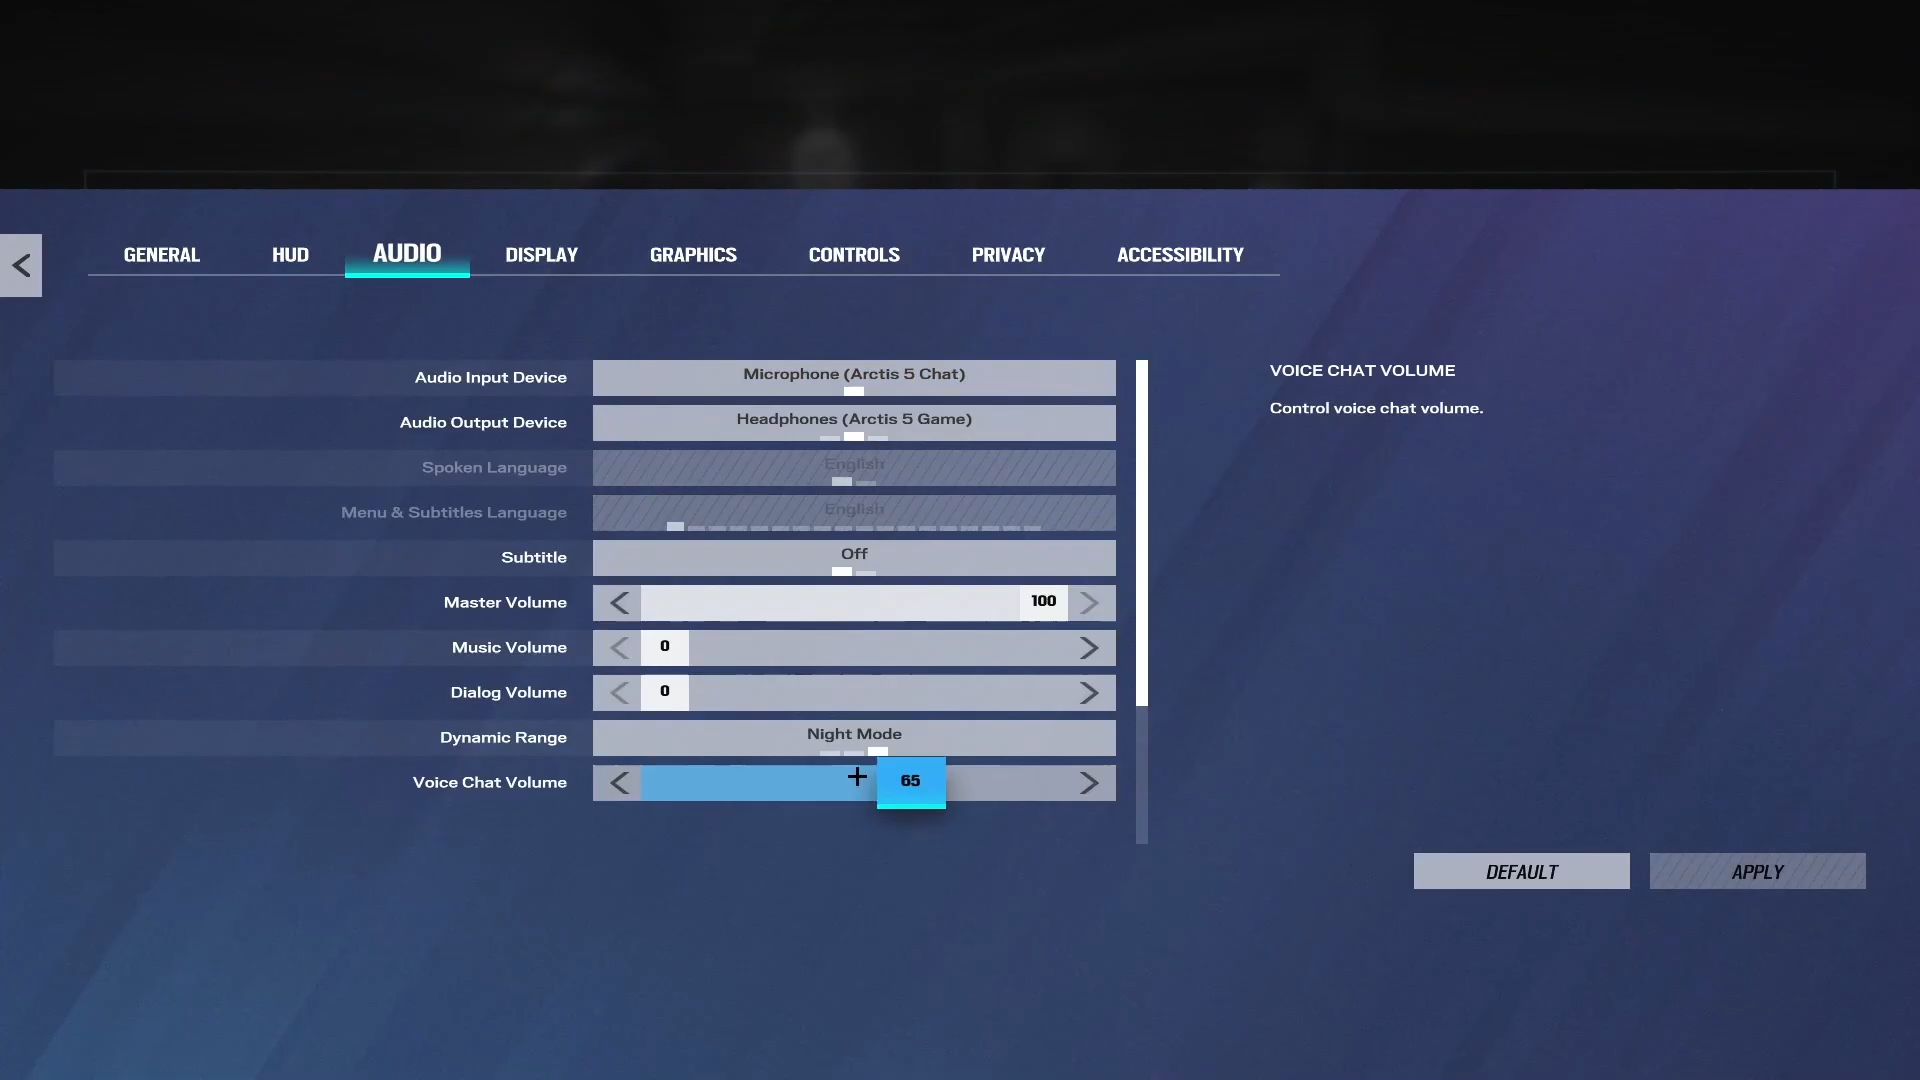 GENERAL HUD AUDIO DISPLAY GRAPHICS CONTROLS PRIVACY ACCESSIBILITY
Audio Input Device Microphone (Arctis 5 Chat)
Audio Output Device Headphones (Arctis 5 Game)
Spoken Language English
Menu & Subtitles Language English
Subtitle Off
Master Volume 100
Music Volume 0
Dialog Volume 0
Dynamic Range Night Mode
Voice Chat Volume 65
VOICE CHAT VOLUME
Control voice chat volume.
DEFAULT APPLY